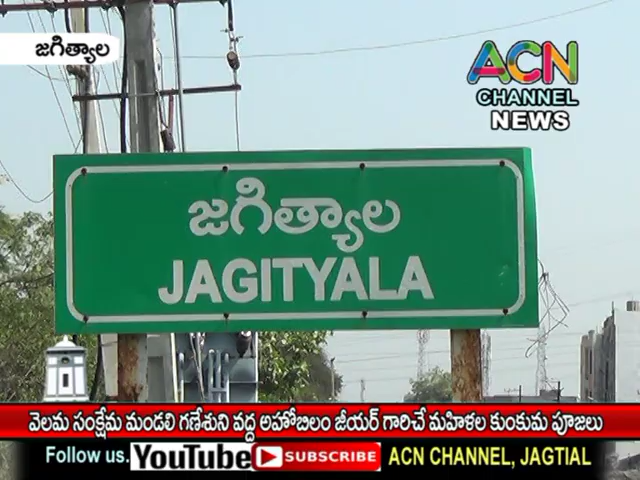 జగిత్యాల
ACN
CHANNEL
NEWS
జగిత్యాల
JAGITYALA
వెలమ సంక్షేమ మండలి గణేశుని వద్ద అహోబిలం జీయర్ గారిచే మహిళల కుంకుమ పూజలు
Follow us. YouTube SUBSCRIBE ACN CHANNEL, JAGTIAL